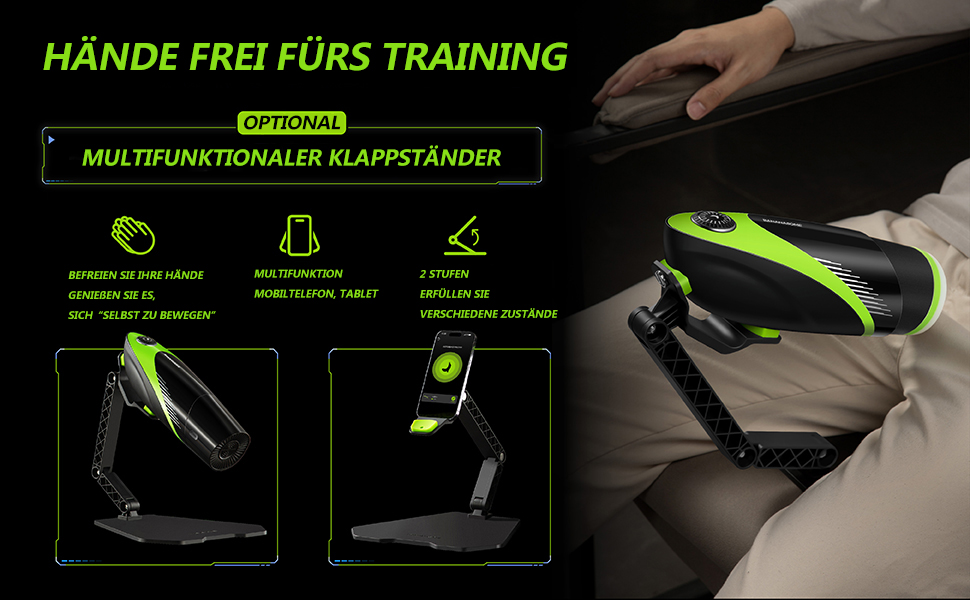 HÄNDE FREI FÜRS TRAINING
OPTIONAL
MULTIFUNKTIONALER KLAPPSTÄNDER
BEFREIEN SIE IHRE HÄNDE
GENIEẞEN SIE ES,
SICH "SELBST ZU BEWEGEN"
MULTIFUNKTION
MOBILTELEFON, TABLET
2 STUFEN
ERFÜLLEN SIE
VERSCHIEDENE ZUSTÄNDE